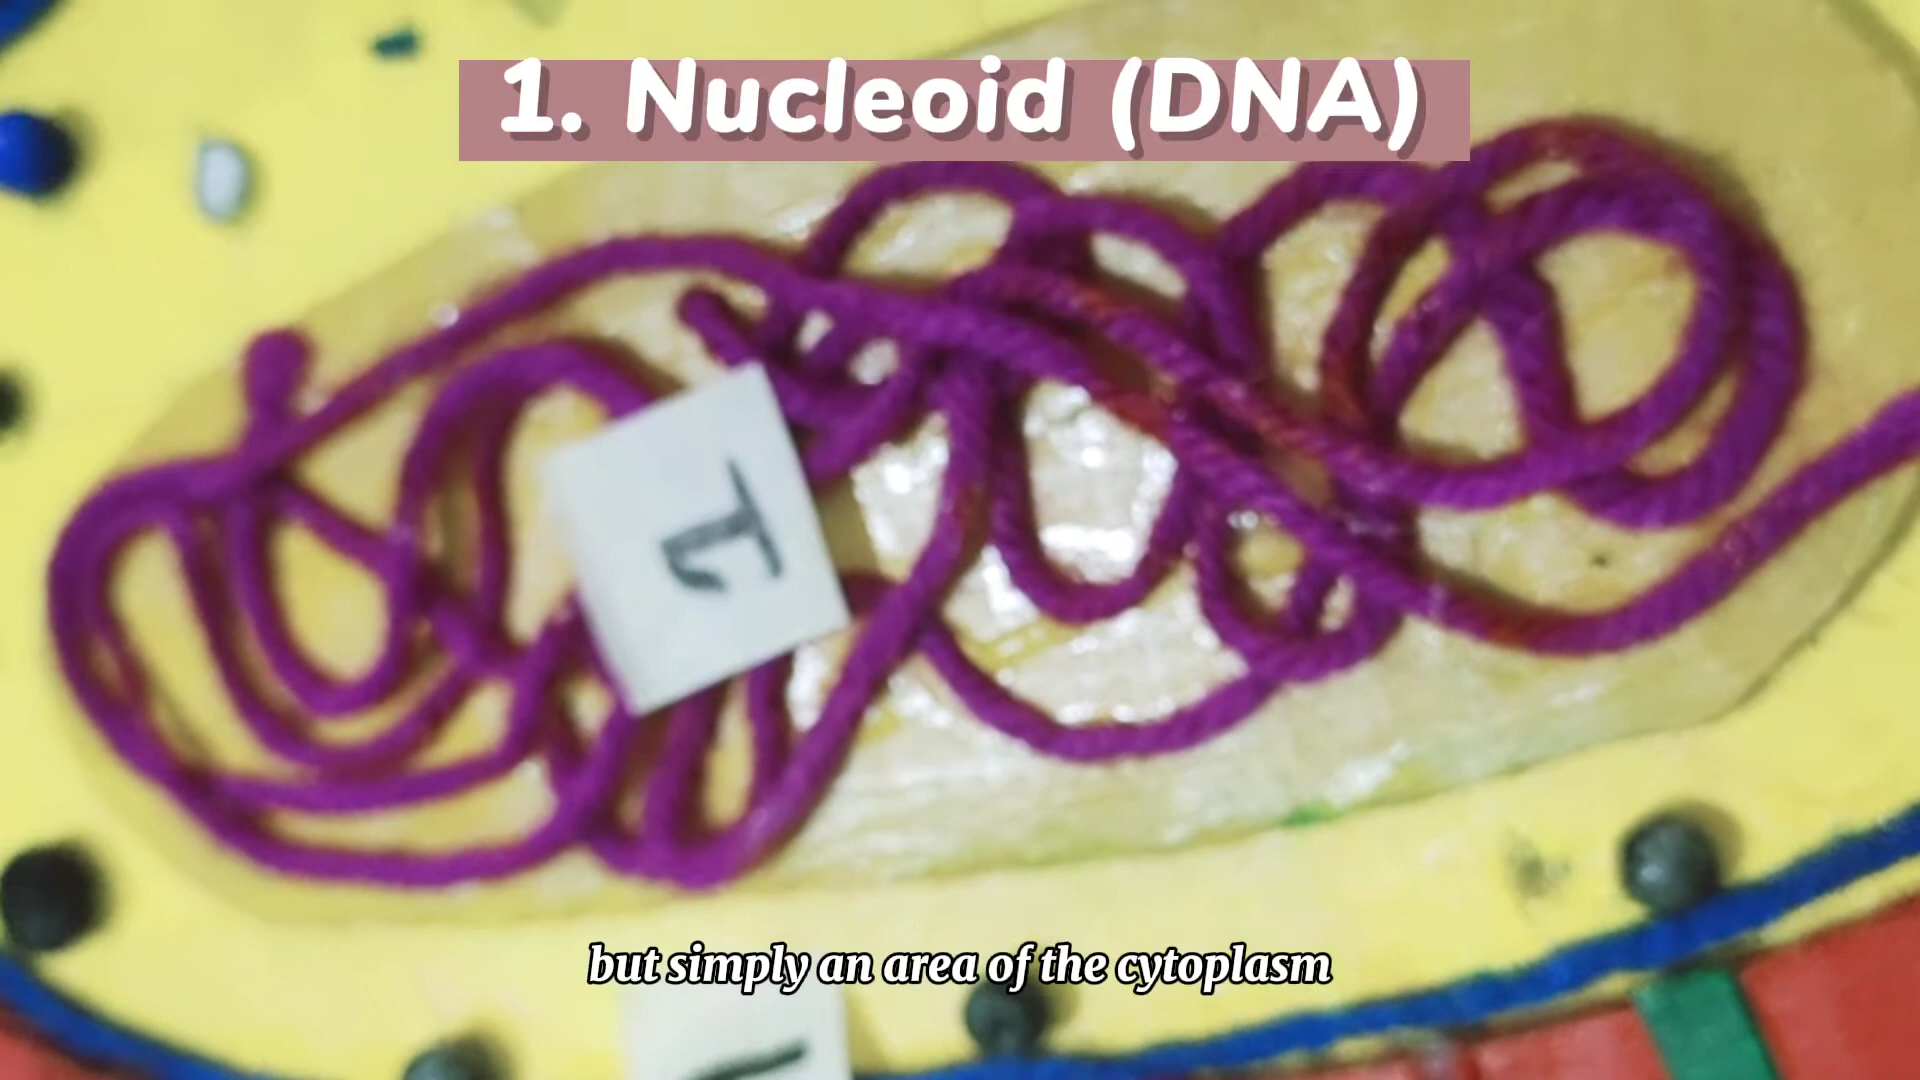 1. Nucleoid (DNA)
1
but simply an area of the cytoplasm